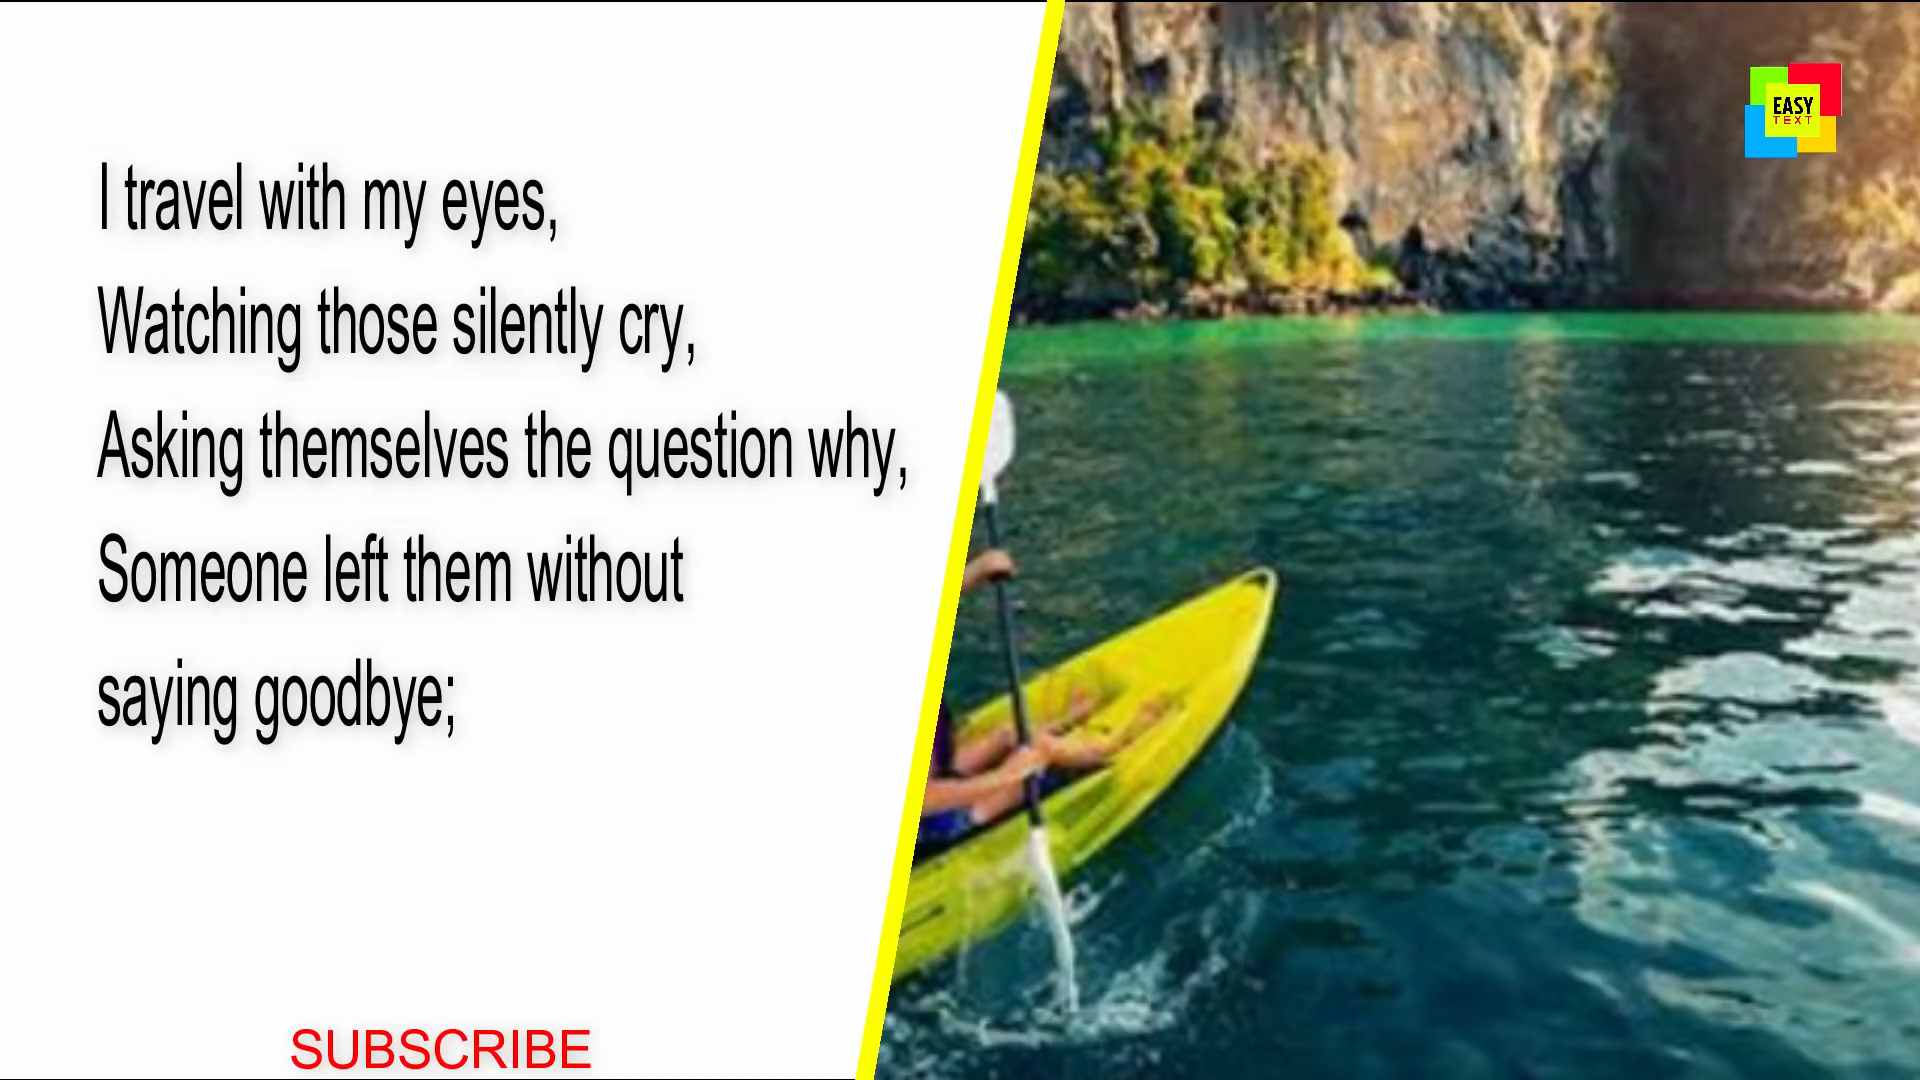 I travel with my eyes,
Watching those silently cry,
Asking themselves the question why,
Someone left them without
saying goodbye;
SUBSCRIBE
EASY
TEXT